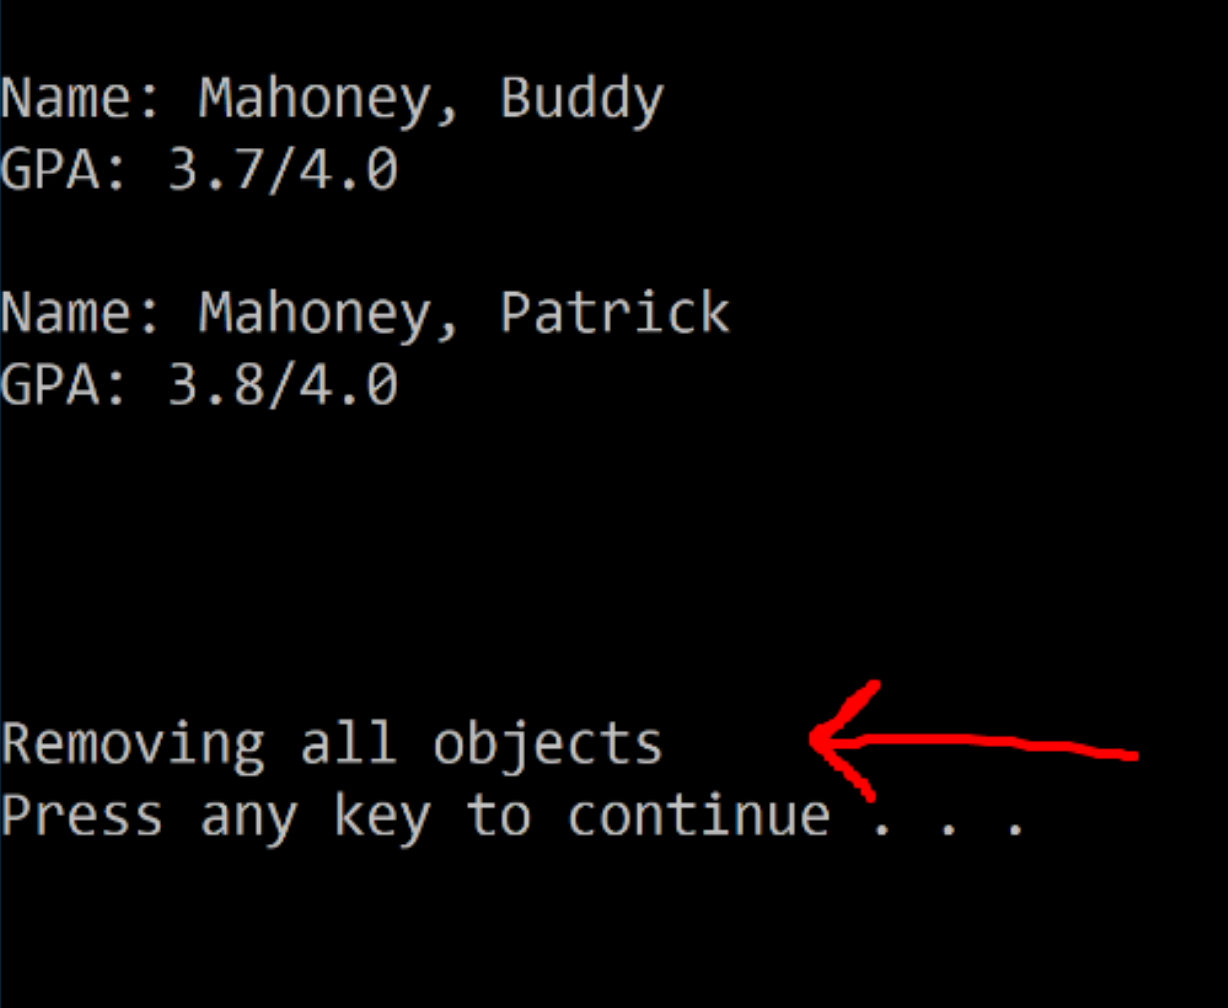 Name: Mahoney, Buddy
GPA: 3.7/4.0
Name: Mahoney, Patrick
GPA: 3.8/4.0
Removing all objects
Press any key to continue . . .